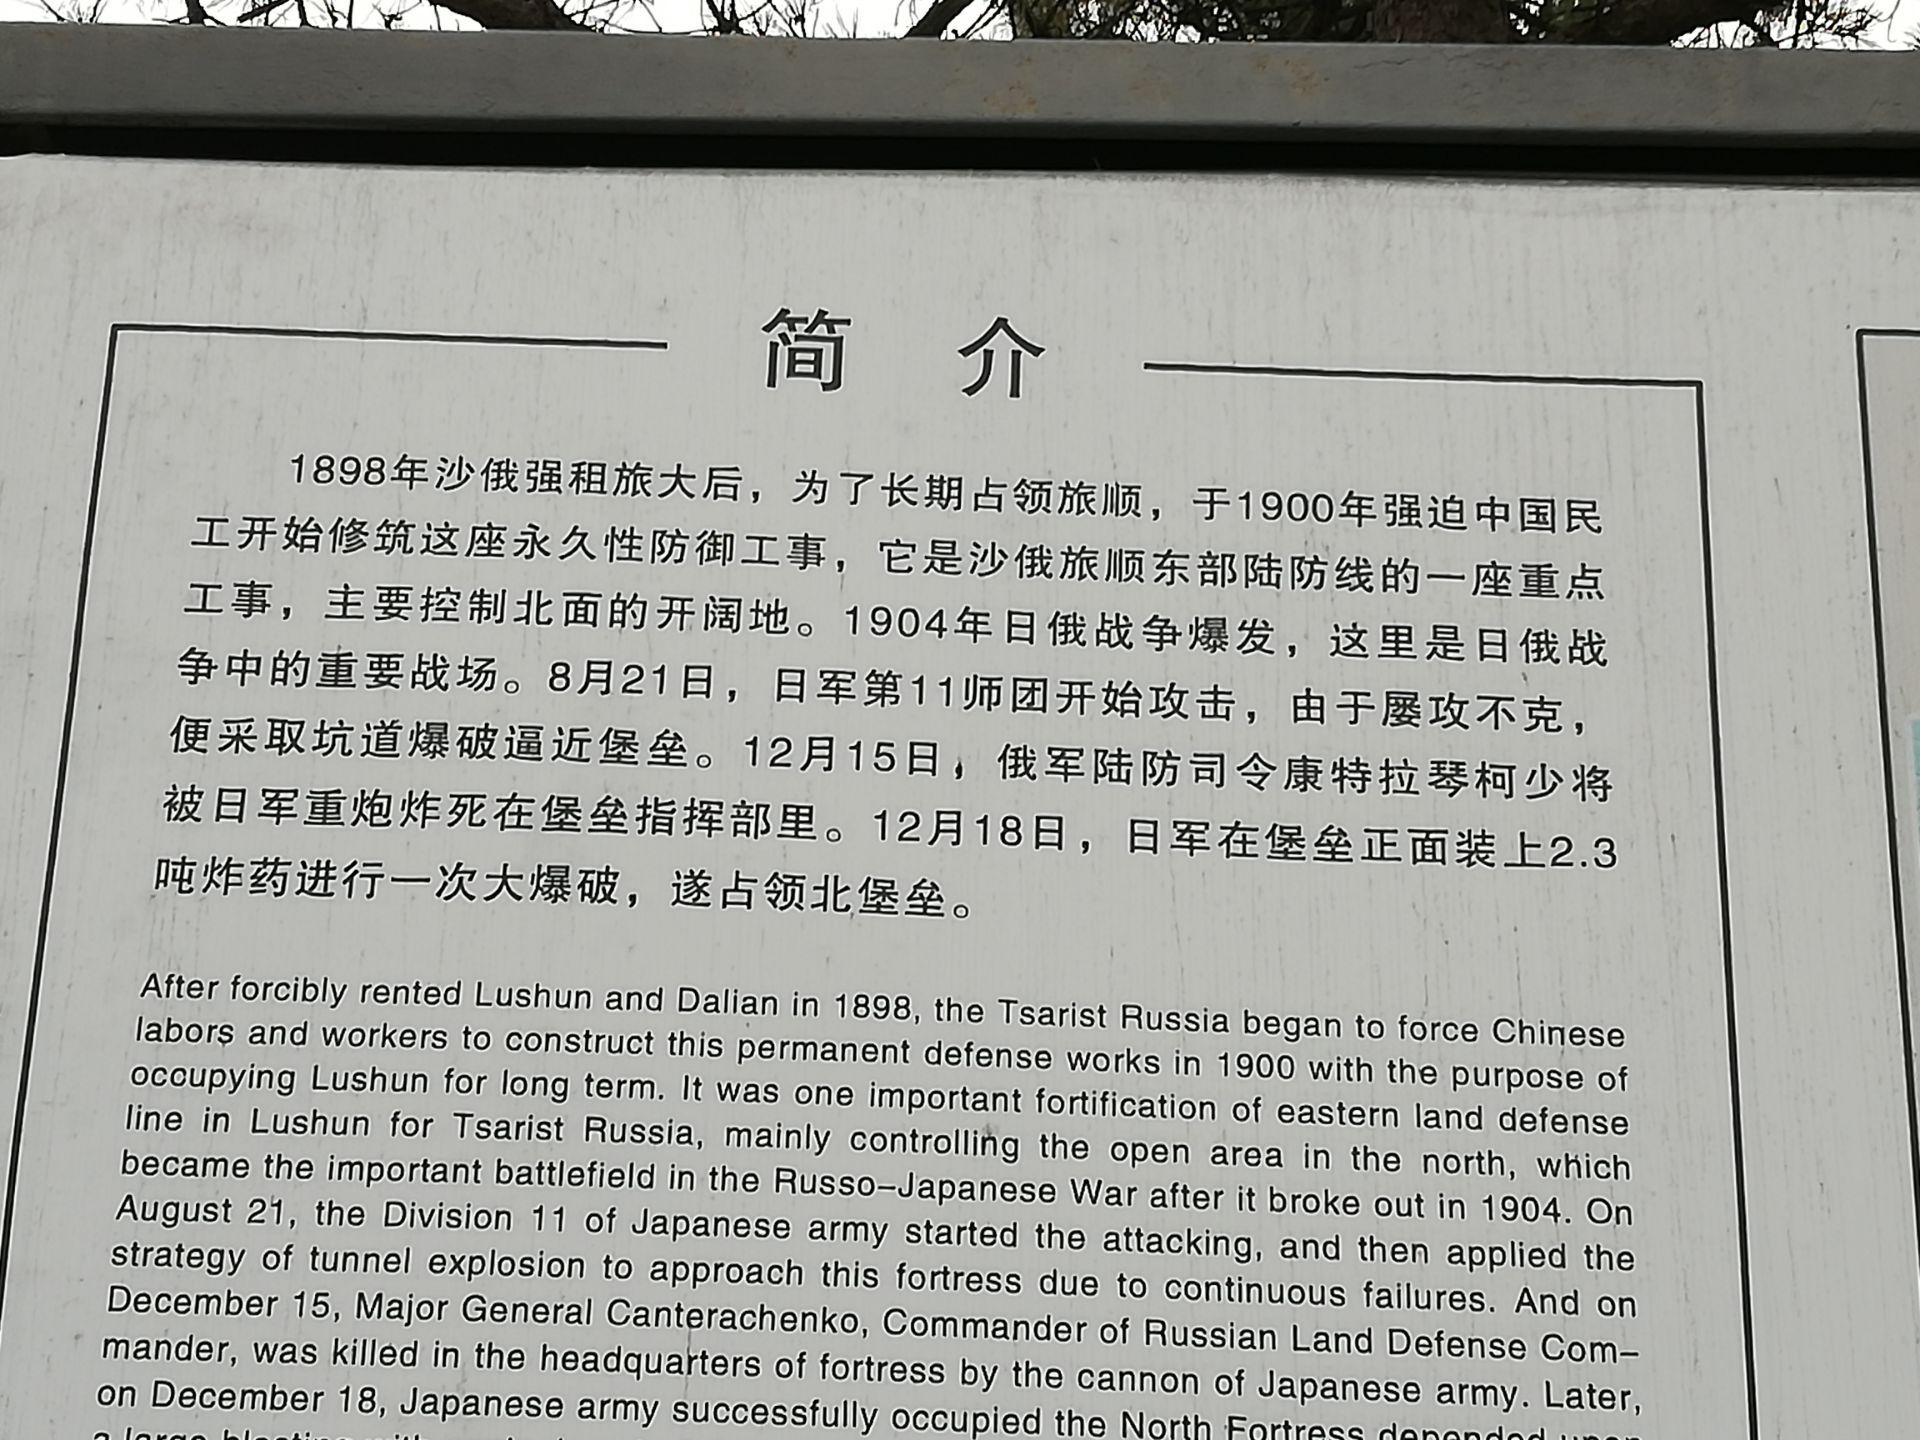 简 介
1898年沙俄强租旅大后，为了长期占领旅顺，于1900年强迫中国民
工开始修筑这座永久性防御工事，它是沙俄旅顺东部陆防线的一座重点
工事，主要控制北面的开阔地。1904年日俄战争爆发，这里是日俄战
争中的重要战场。8月21日，日军第11师团开始攻击，由于屡攻不克，
便采取坑道爆破逼近堡垒。12月15日，俄军陆防司令康特拉琴柯少将
被日军重炮炸死在堡垒指挥部里。12月18日，日军在堡垒正面装上2.3
吨炸药进行一次大爆破，遂占领北堡垒。
After forcibly rented Lushun and Dalian in 1898, the Tsarist Russia began to force Chinese
labors and workers to construct this permanent defense works in 1900 with the purpose of
occupying Lushun for long term. It was one important fortification of eastern land defense
line in Lushun for Tsarist Russia, mainly controlling the open area in the north, which
became the important battlefield in the Russo–Japanese War after it broke out in 1904. On
August 21, the Division 11 of Japanese army started the attacking, and then applied the
strategy of tunnel explosion to approach this fortress due to continuous failures. And on
December 15, Major General Canterachenko, Commander of Russian Land Defense Com–
mander, was killed in the headquarters of fortress by the cannon of Japanese army. Later,
on December 18, Japanese army successfully occupied the North Fortress depended upon
a large blasting